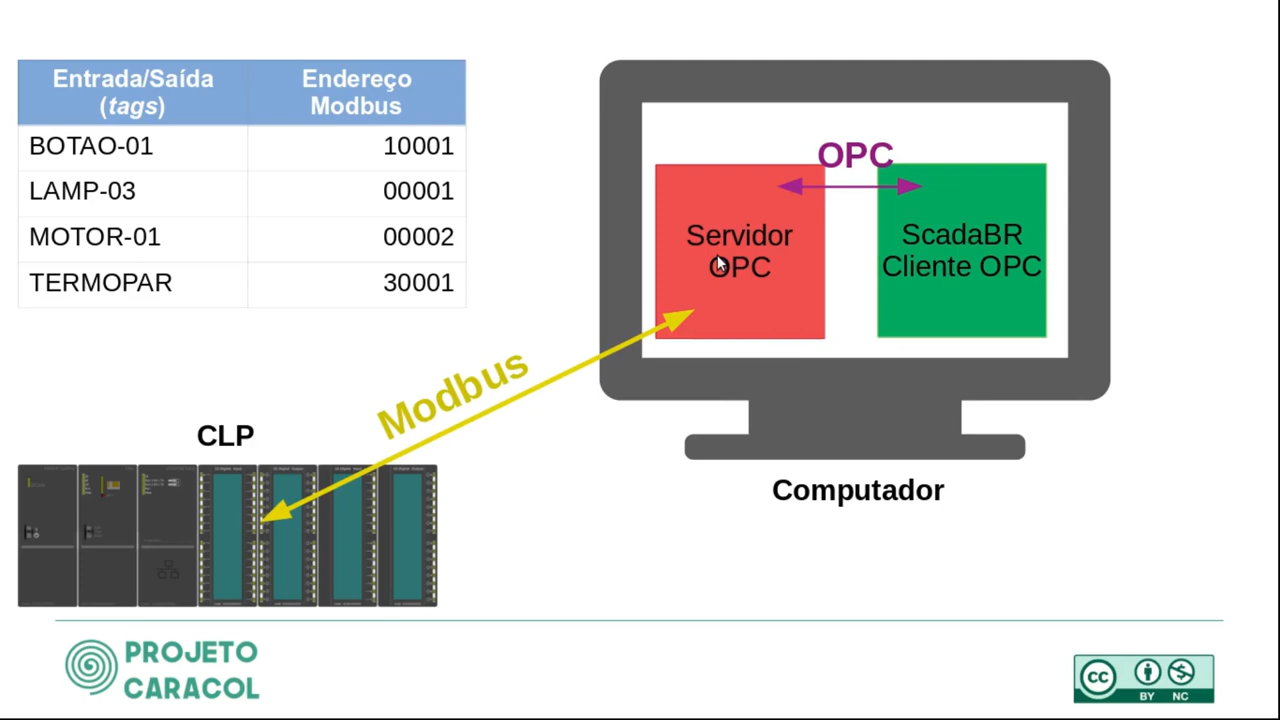 Entrada/Saída
(tags)
Endereço
Modbus
BOTAO-01 10001
LAMP-03 00001
MOTOR-01 00002
TERMOPAR 30001
OPC
Servidor
OPC
ScadaBR
Cliente OPC
Modbus
CLP
Computador
PROJETO
CARACOL
CC
BY NC